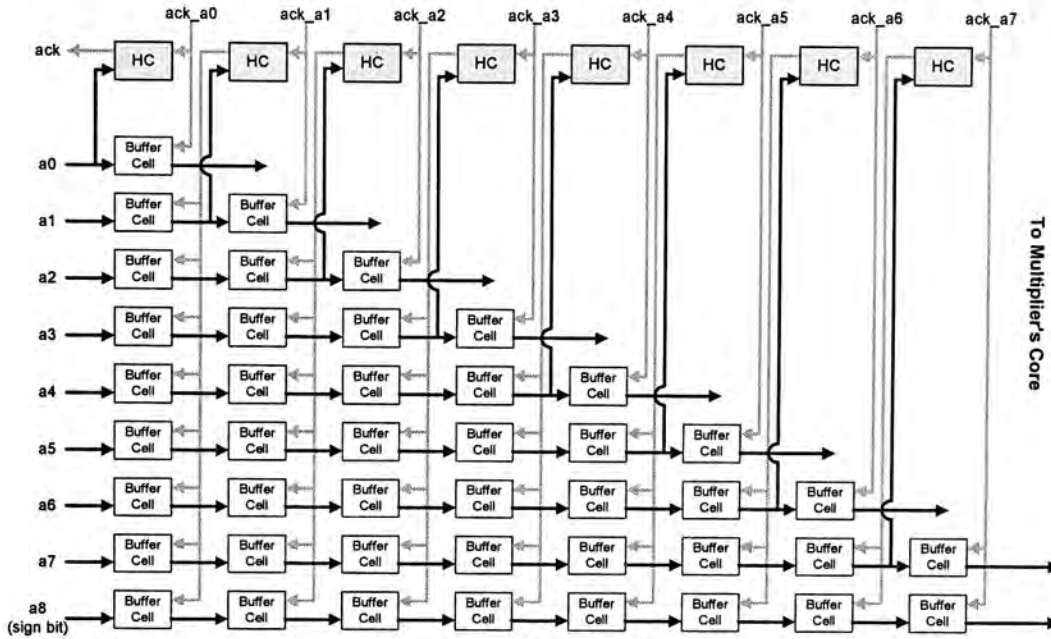 ack_a0 ack_a1 ack_a2 ack_a3 ack_a4 ack_a5 ack_a6 ack_a7
ack HC HC HC HC HC HC HC HC
Buffer
a0 Cell
Buffer Buffer
a1 Cell Cell
Buffer Buffer Buffer
a2 Cell Cell Cell
Buffer Buffer Buffer Buffer
a3 Cell Cell Cell Cell
Buffer Buffer Buffer Buffer Buffer
a4 Cell Cell Cell Cell Cell
Buffer Buffer Buffer Buffer Buffer Buffer
a5 Cell Cell Cell Cell Cell Cell
Buffer Buffer Buffer Buffer Buffer Buffer Buffer
a6 Cell Cell Cell Cell Cell Cell Cell
Buffer Buffer Buffer Buffer Buffer Buffer Buffer Buffer
a7 Cell Cell Cell Cell Cell Cell Cell Cell
Buffer Buffer Buffer Buffer Buffer Buffer Buffer Buffer
a8 Cell Cell Cell Cell Cell Cell Cell Cell
(sign bit)
To Multiplier's Core